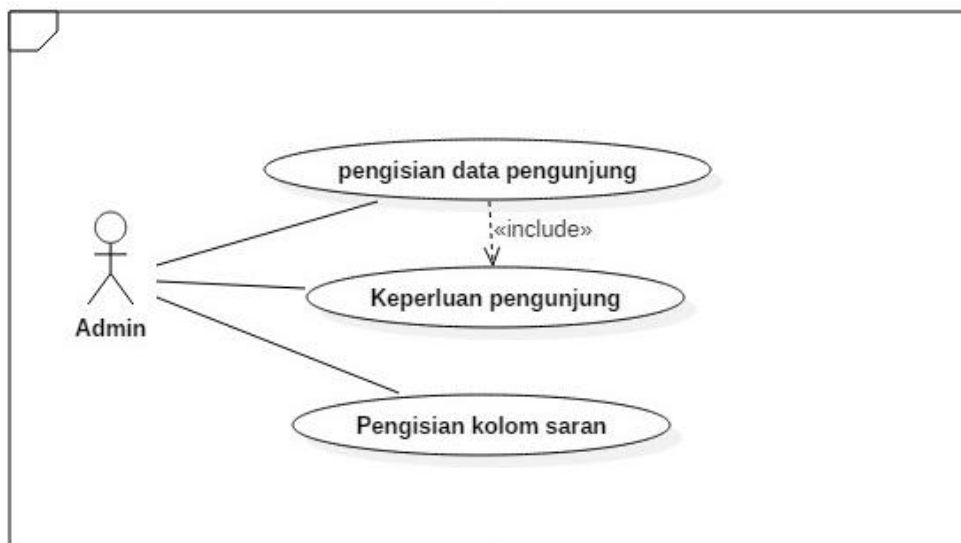 pengisian data pengunjung
«include»
Keperluan pengunjung
Admin
Pengisian kolom saran